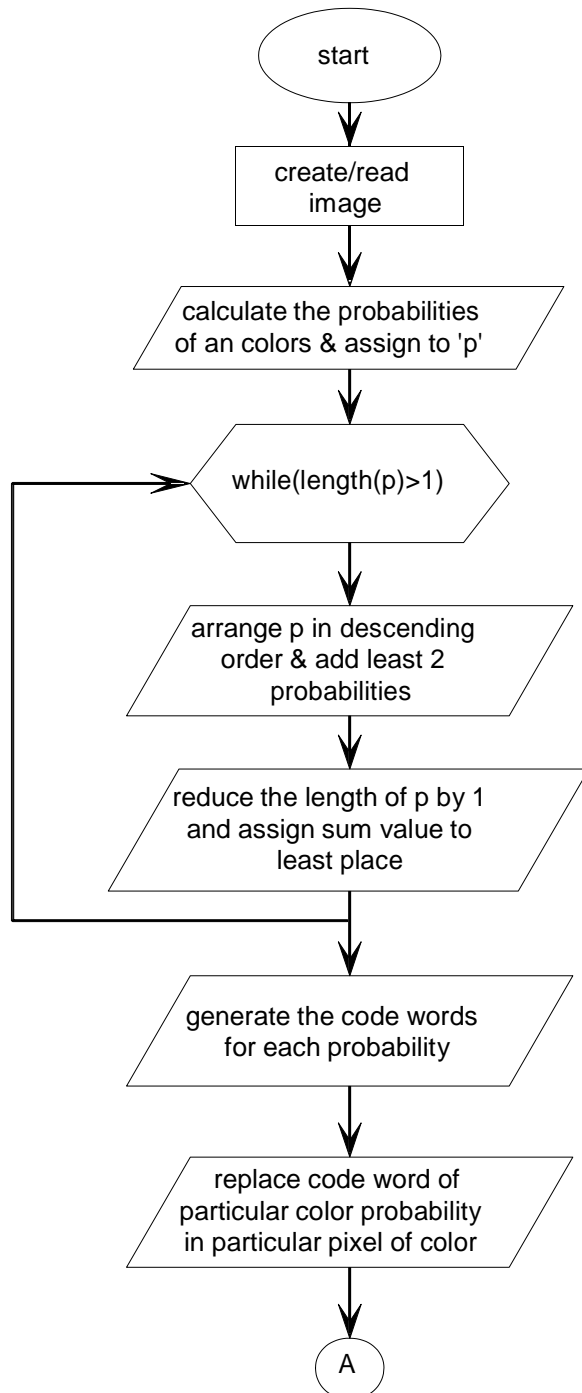 start
create/read
image
calculate the probabilities
of an colors & assign to 'p'
while(length(p)>1)
arrange p in descending
order & add least 2
probabilities
reduce the length of p by 1
and assign sum value to
least place
generate the code words
for each probability
replace code word of
particular color probability
in particular pixel of color
A